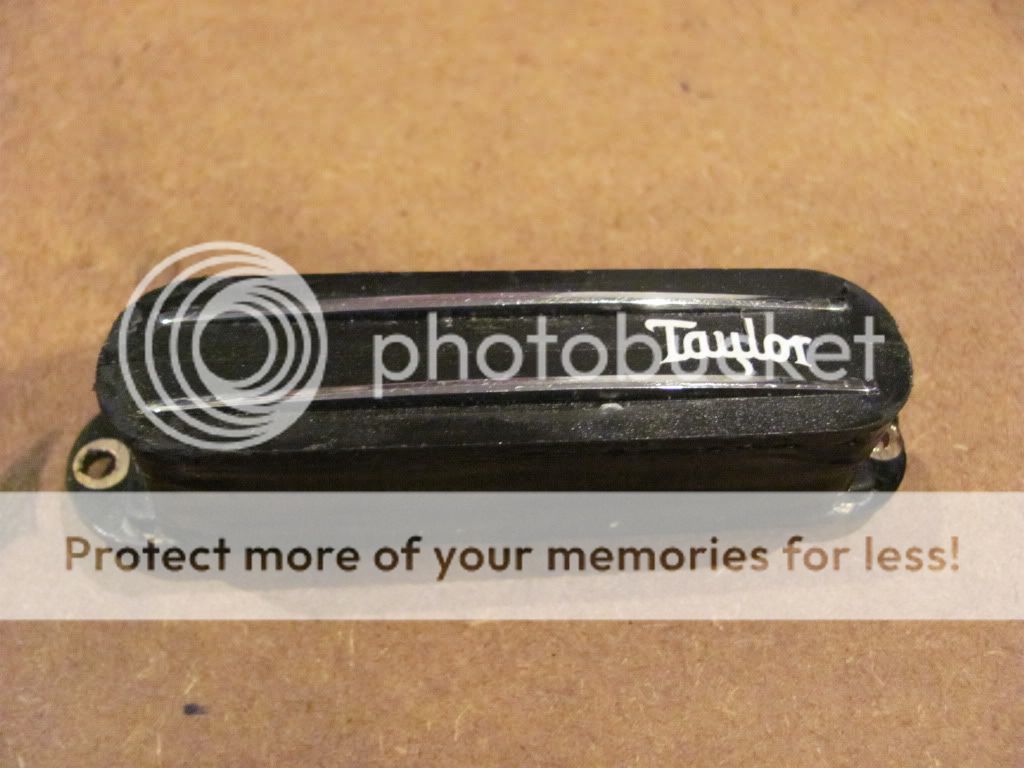 photobucket
Taylor
Protect more of your memories for less!